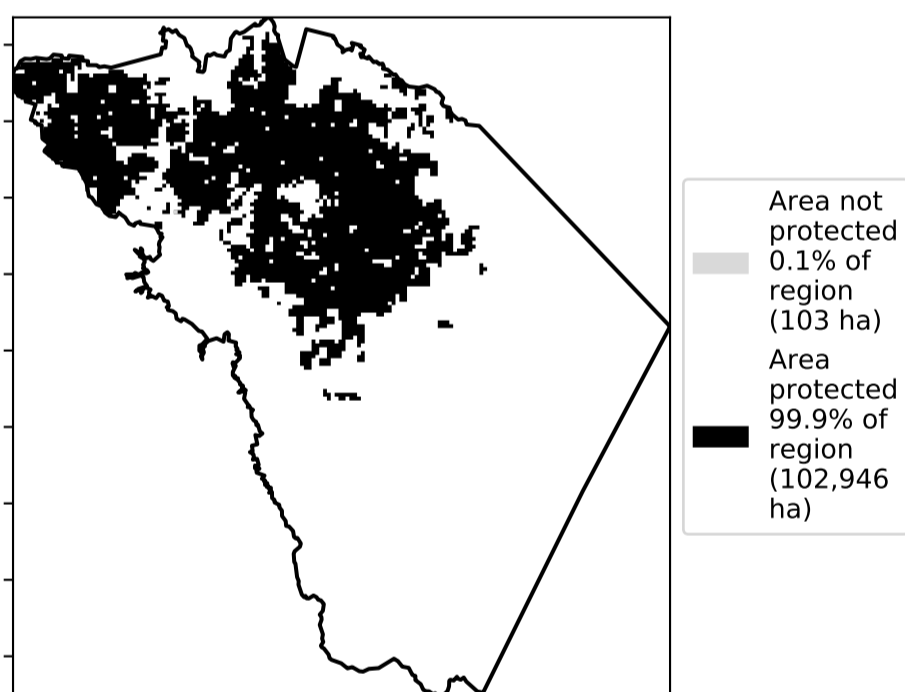 Area not
protected
0.1% of
region
(103 ha)
Area
protected
99.9% of
region
(102,946
ha)